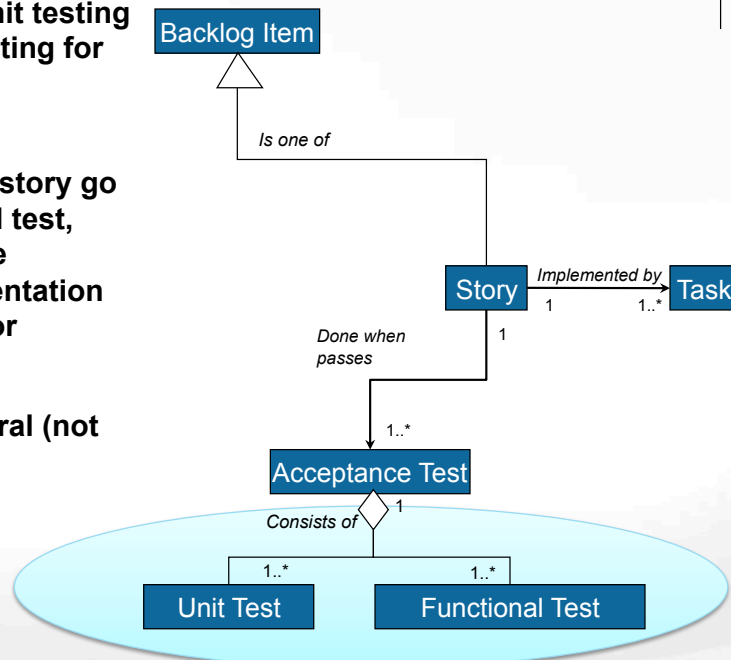 nit testing
ting for
story go
l test,
e
entation
or
ral (not
Backlog Item
Is one of
Story
Implemented by
1
1..*
Task
Done when
passes
1
1..*
Acceptance Test
1
Consists of
1..*
1..*
Unit Test
Functional Test